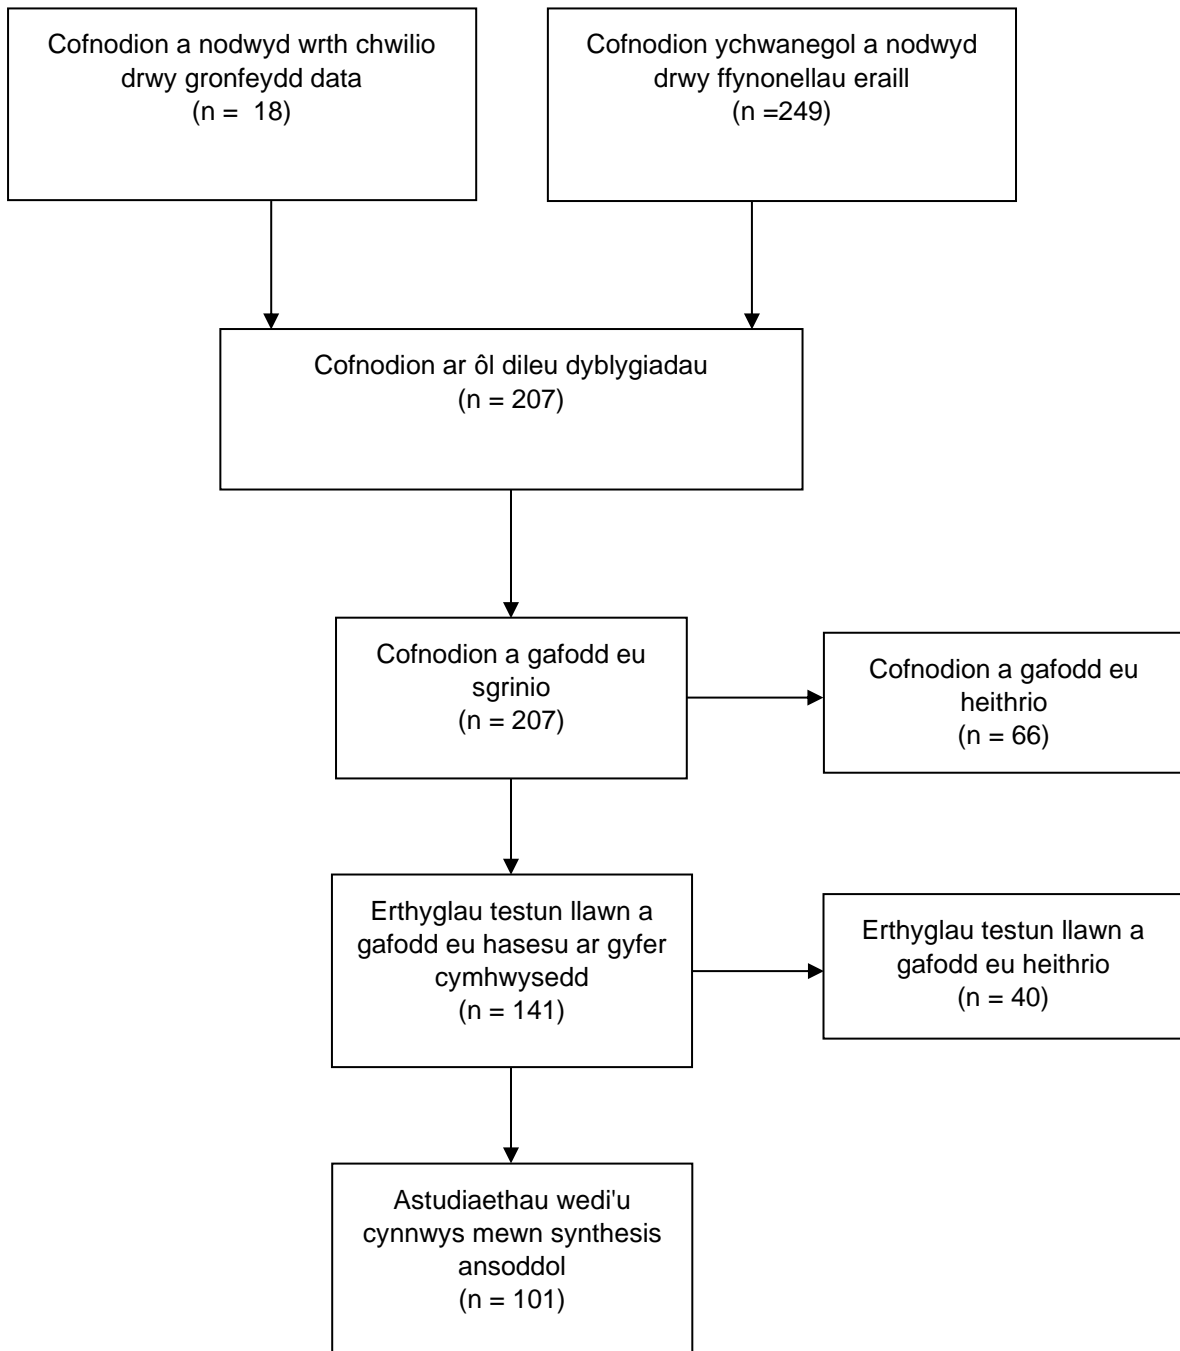 Cofnodion a nodwyd wrth chwilio
drwy gronfeydd data
(n =  18)
Cofnodion ychwanegol a nodwyd
drwy ffynonellau eraill
(n =249)
Cofnodion ar ôl dileu dyblygiadau
(n = 207)
Cofnodion a gafodd eu
sgrinio
(n = 207)
Cofnodion a gafodd eu
heithrio
(n = 66)
Erthyglau testun llawn a
gafodd eu hasesu ar gyfer
cymhwysedd
(n = 141)
Erthyglau testun llawn a
gafodd eu heithrio
(n = 40)
Astudiaethau wedi'u
cynnwys mewn synthesis
ansoddol
(n = 101)